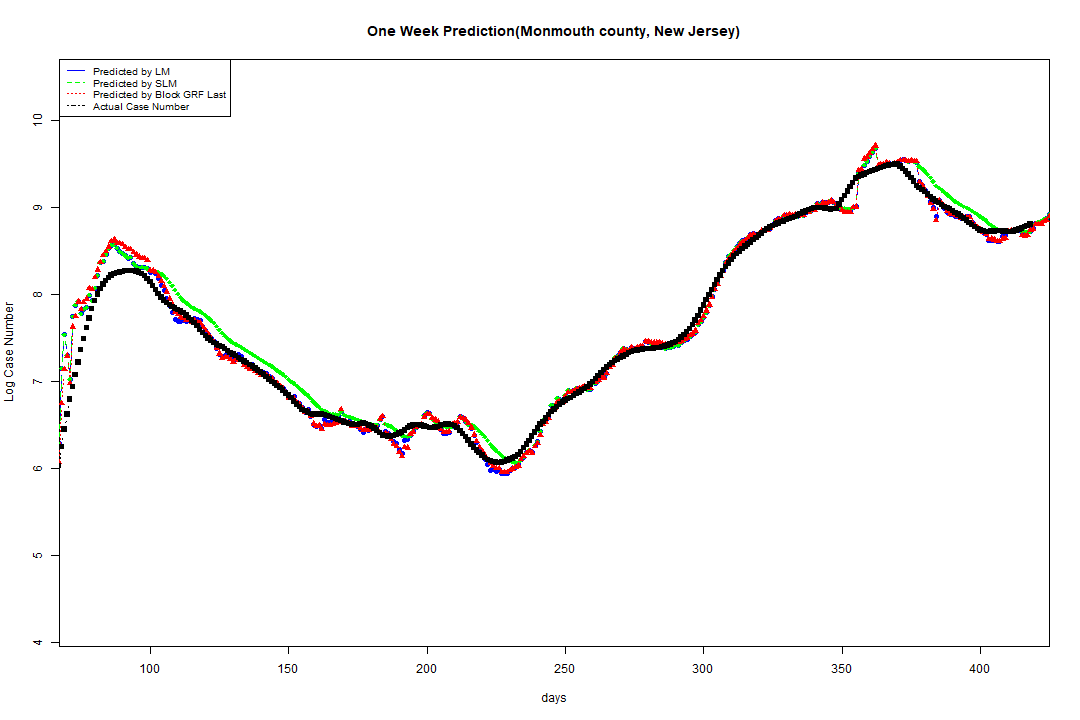 One Week Prediction(Monmouth county, New Jersey)
Predicted by LM
Predicted by SLM
Predicted by Block GRF Last
Actual Case Number
Log Case Number
10
9
8
7
6
5
4
100 150 200 250 300 350 400
days